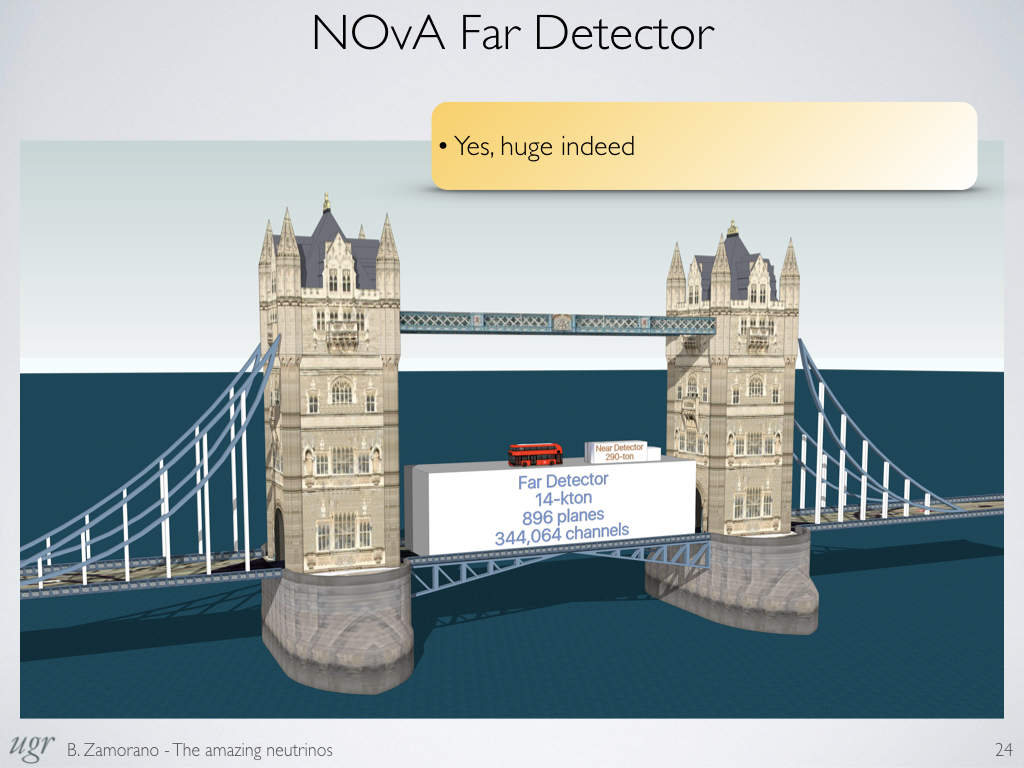 NOvA Far Detector
• Yes, huge indeed
Near Detector
290-ton
Far Detector
14-kton
896 planes
344,064 channels
ugr B. Zamorano - The amazing neutrinos
24